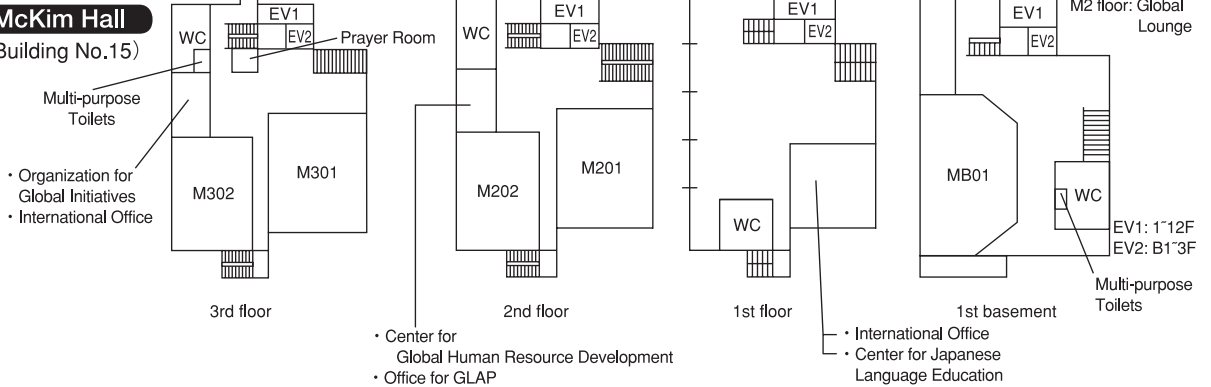 McKim Hall
Building No.15)
WC
EV1
EV2
Prayer Room
Multi-purpose
Toilets
・Organization for
Global Initiatives
・International Office
M302
M301
3rd floor
WC
EV1
EV2
M202
M201
2nd floor
・Center for
Global Human Resource Development
・Office for GLAP
EV1
EV2
WC
1st floor
・International Office
・Center for Japanese
Language Education
EV1
EV2
M2 floor: Global
Lounge
MB01
WC
EV1: 1~12F
EV2: B1~3F
Multi-purpose
Toilets
1st basement